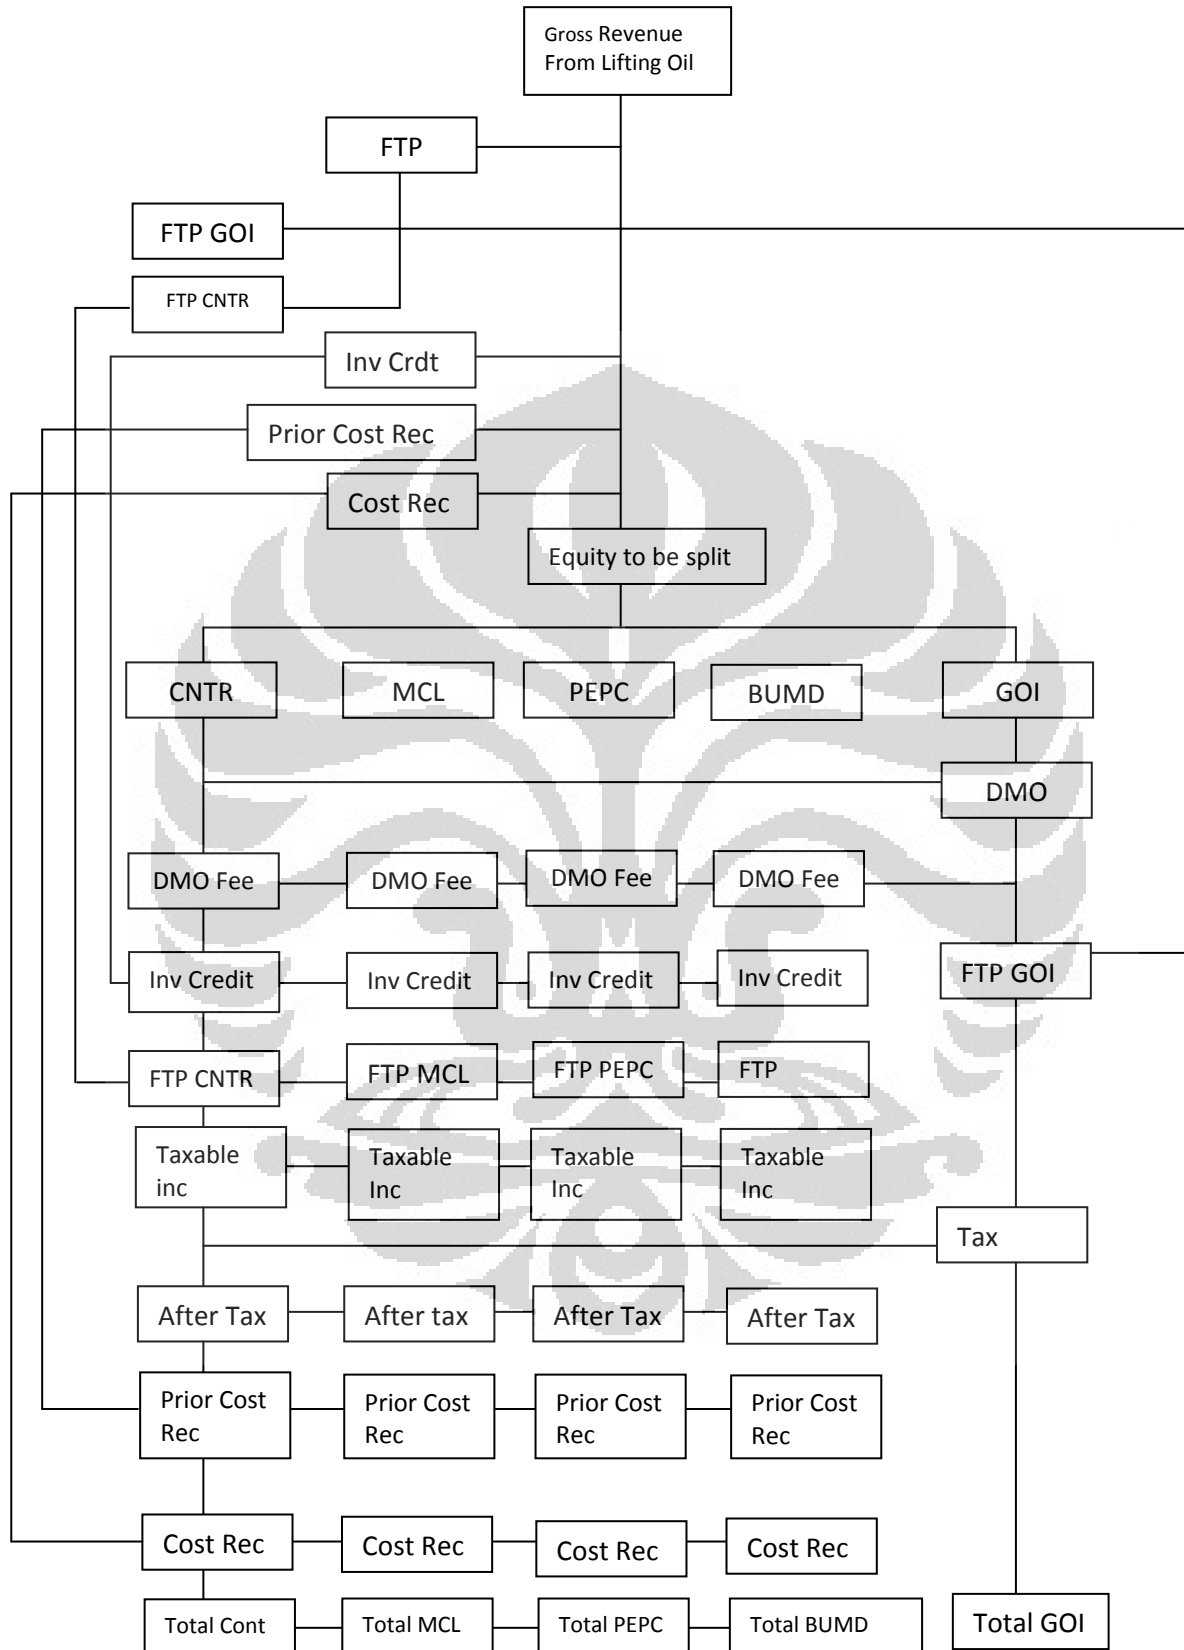 Gross Revenue
From Lifting Oil
FTP
FTP GOI
FTP CNTR
Inv Crdt
Prior Cost Rec
Cost Rec
Equity to be split
CNTR
MCL
PEPC
BUMD
GOI
DMO
DMO Fee
DMO Fee
DMO Fee
DMO Fee
Inv Credit
Inv Credit
Inv Credit
Inv Credit
FTP GOI
FTP CNTR
FTP MCL
FTP PEPC
FTP
Taxable
inc
Taxable
Inc
Taxable
Inc
Taxable
Inc
Tax
After Tax
After tax
After Tax
After Tax
Prior Cost
Rec
Prior Cost
Rec
Prior Cost
Rec
Prior Cost
Rec
Cost Rec
Cost Rec
Cost Rec
Cost Rec
Total Cont
Total MCL
Total PEPC
Total BUMD
Total GOI